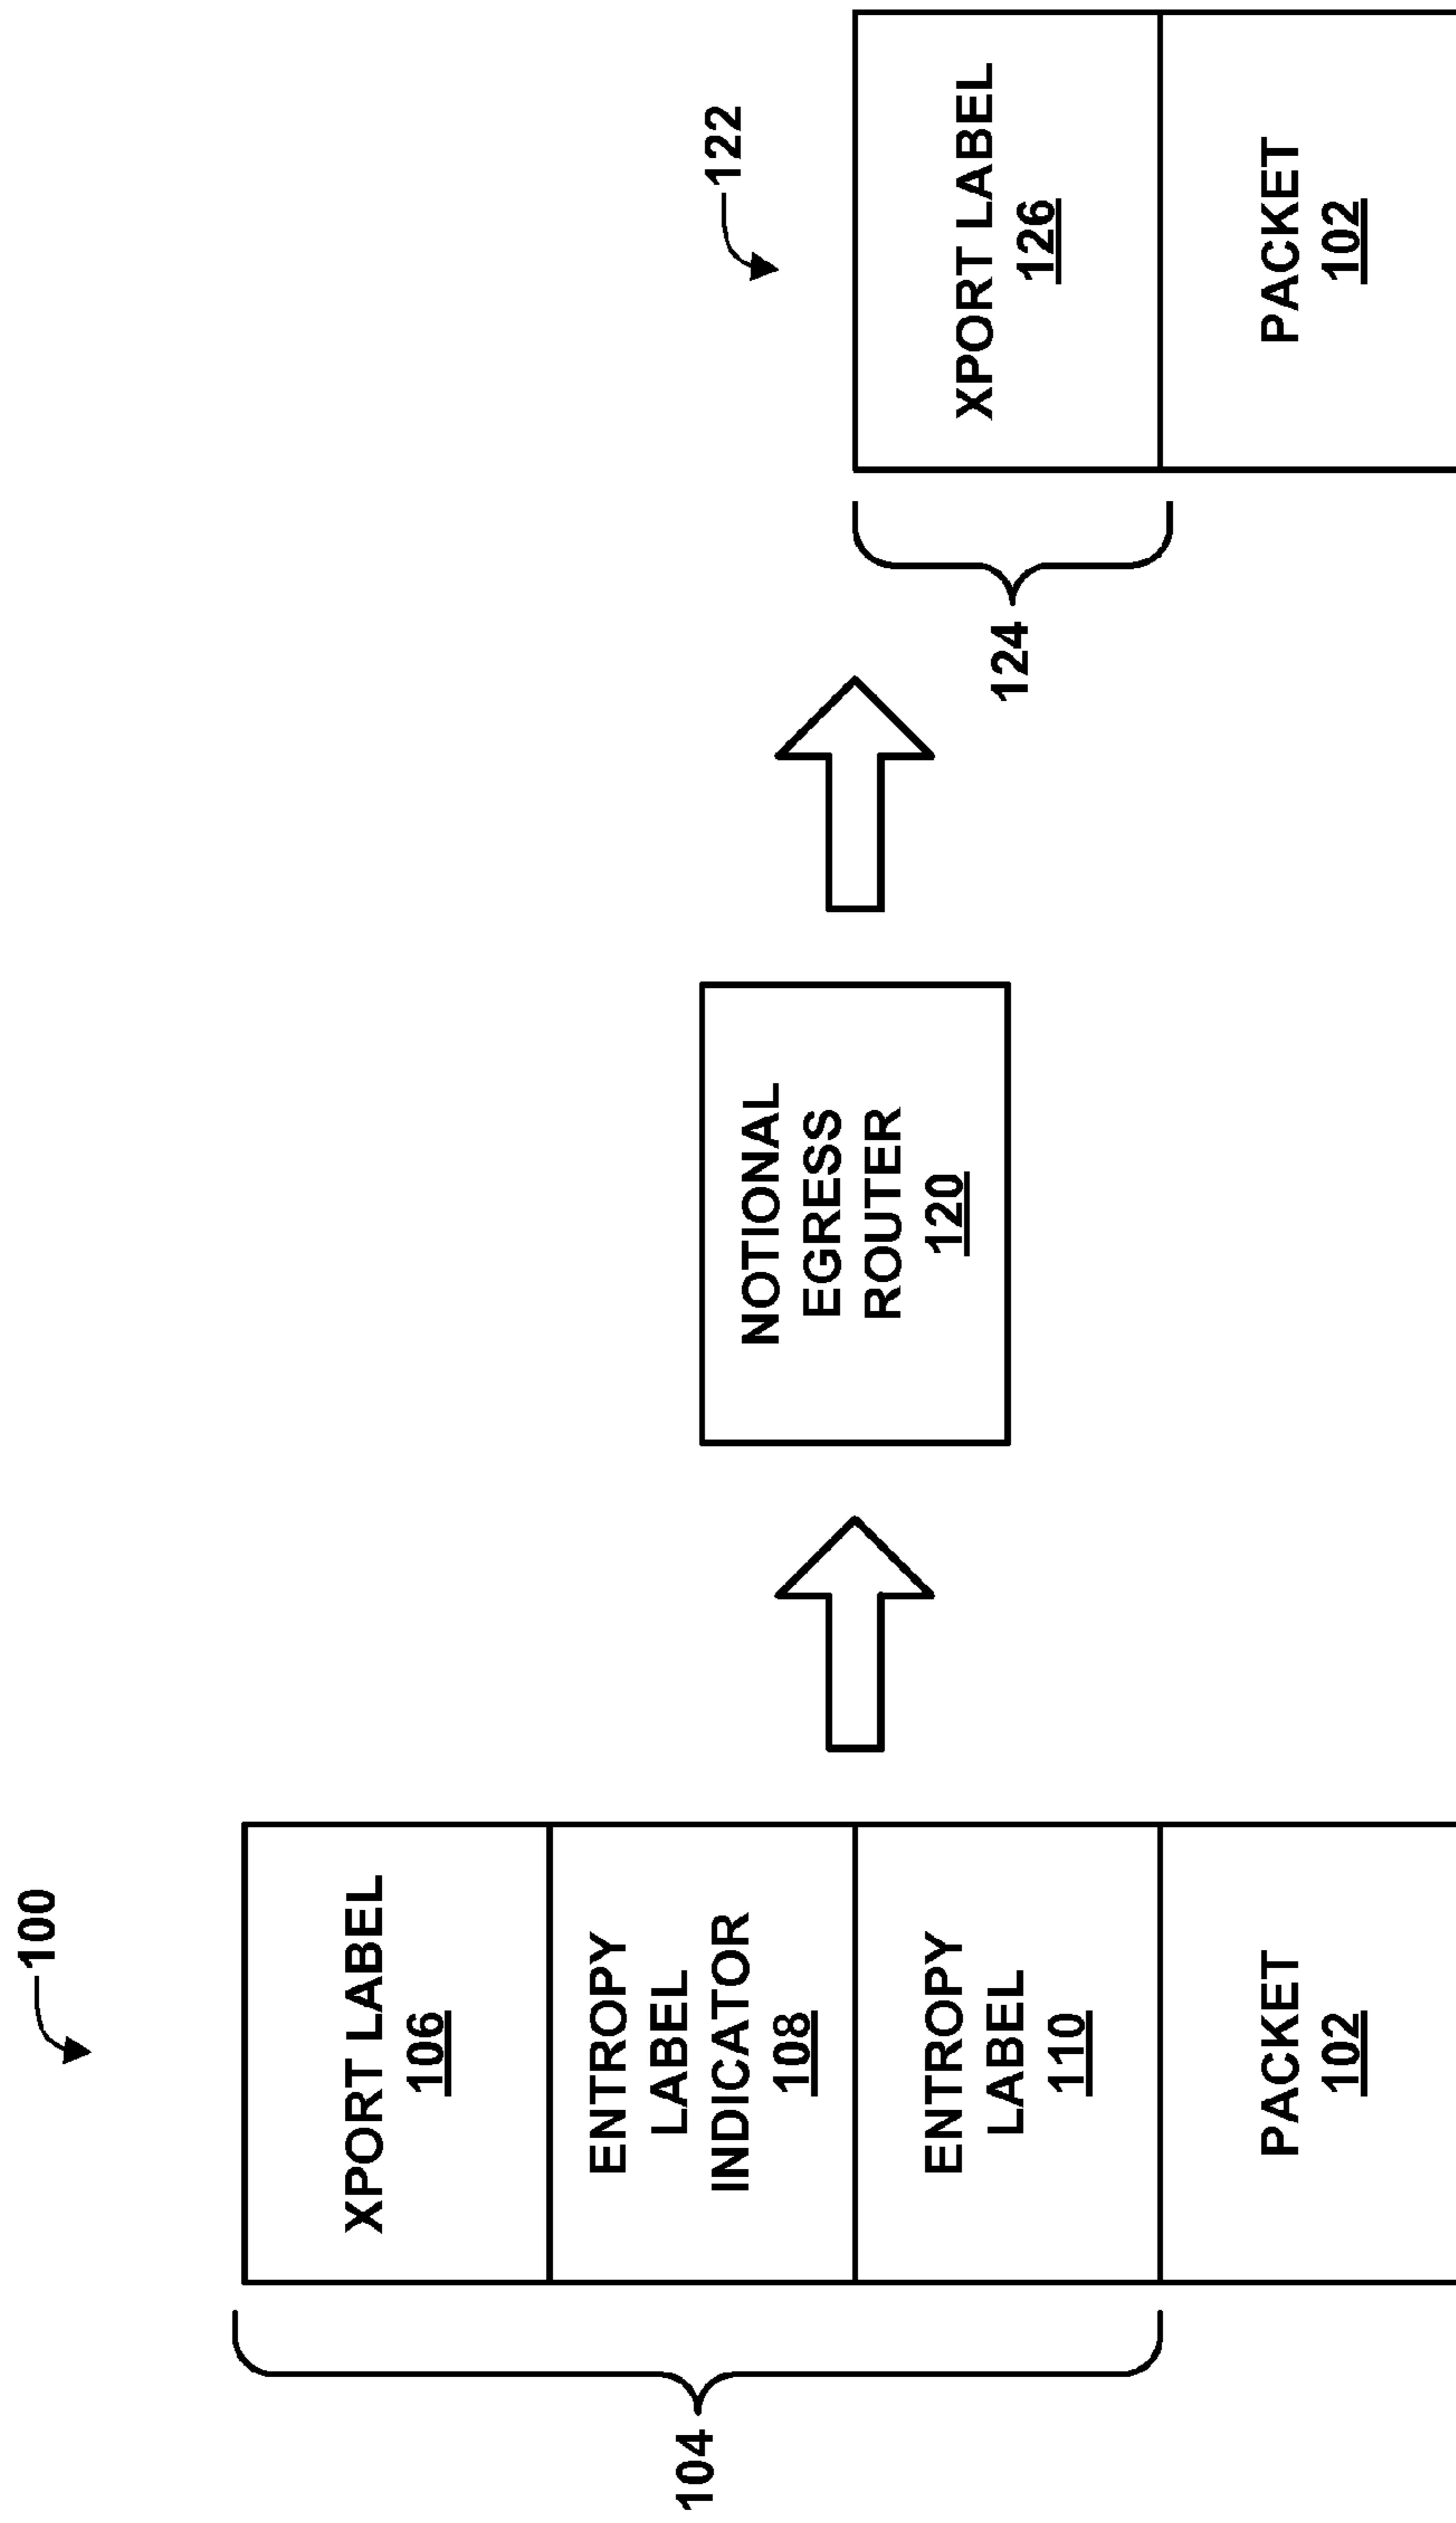 100
104
XPORT LABEL
106
ENTROPY
LABEL
INDICATOR
108
ENTROPY
LABEL
110
PACKET
102
NOTIONAL
EGRESS
ROUTER
120
122
124
XPORT LABEL
126
PACKET
102